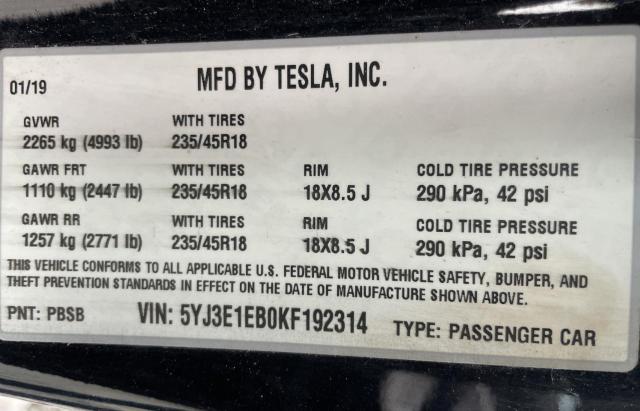 01/19 MFD BY TESLA, INC.
GVWR WITH TIRES
2265 kg (4993 lb) 235/45R18
GAWR FRT WITH TIRES RIM COLD TIRE PRESSURE
1110 kg (2447 lb) 235/45R18 18X8.5 J 290 kPa, 42 psi
GAWR RR WITH TIRES RIM COLD TIRE PRESSURE
1257 kg (2771 lb) 235/45R18 18X8.5 J 290 kPa, 42 psi
THIS VEHICLE CONFORMS TO ALL APPLICABLE U.S. FEDERAL MOTOR VEHICLE SAFETY, BUMPER, AND
THEFT PREVENTION STANDARDS IN EFFECT ON THE DATE OF MANUFACTURE SHOWN ABOVE.
PNT: PBSB VIN: 5YJ3E1EB0KF192314 TYPE: PASSENGER CAR